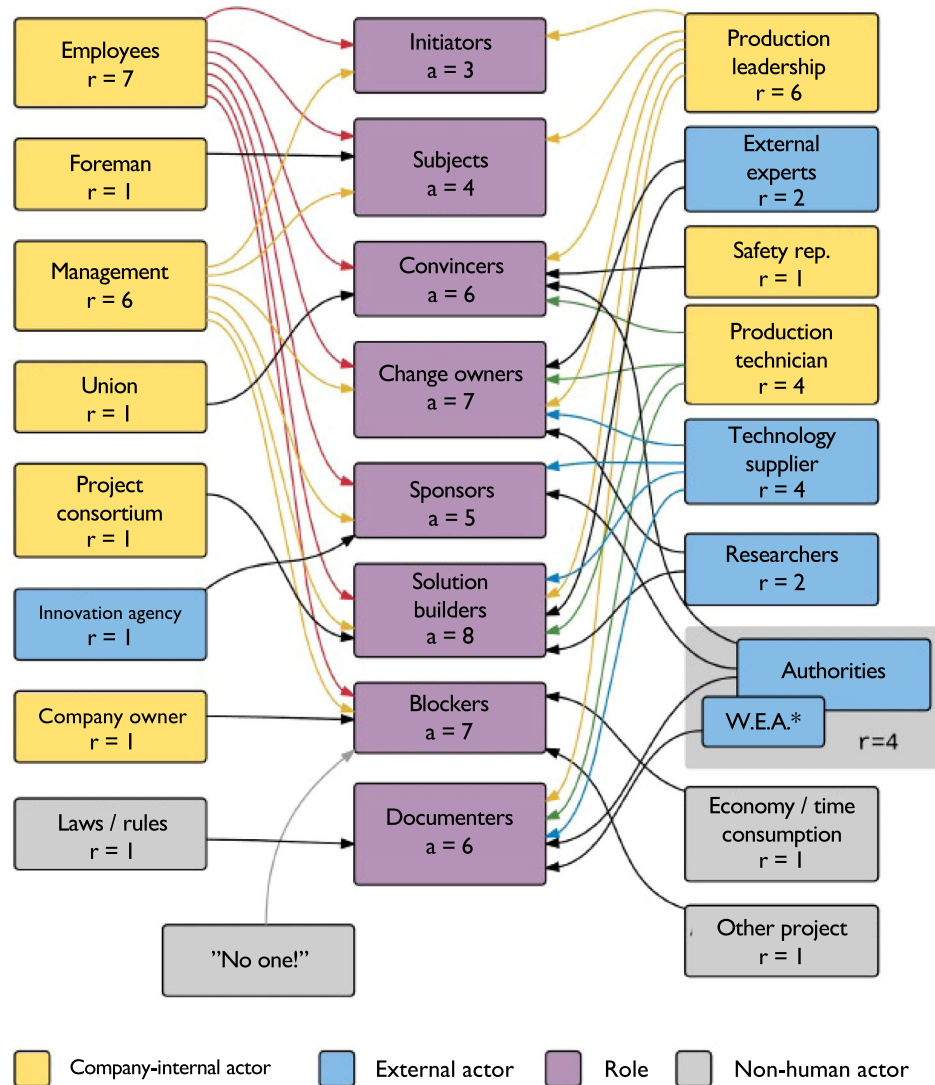 Employees
r = 7
Foreman
r = 1
Management
r = 6
Union
r = 1
Project
consortium
r = 1
Innovation agency
r = 1
Company owner
r = 1
Laws / rules
r = 1
"No one!"
Initiators
a = 3
Subjects
a = 4
Convincers
a = 6
Change owners
a = 7
Sponsors
a = 5
Solution
builders
a = 8
Blockers
a = 7
Documenters
a = 6
Production
leadership
r = 6
External
experts
r = 2
Safety rep.
r = 1
Production
technician
r = 4
Technology
supplier
r = 4
Researchers
r = 2
Authorities
W.E.A.*
r=4
Economy / time
consumption
r = 1
Other project
r = 1
Company-internal actor
External actor
Role
Non-human actor